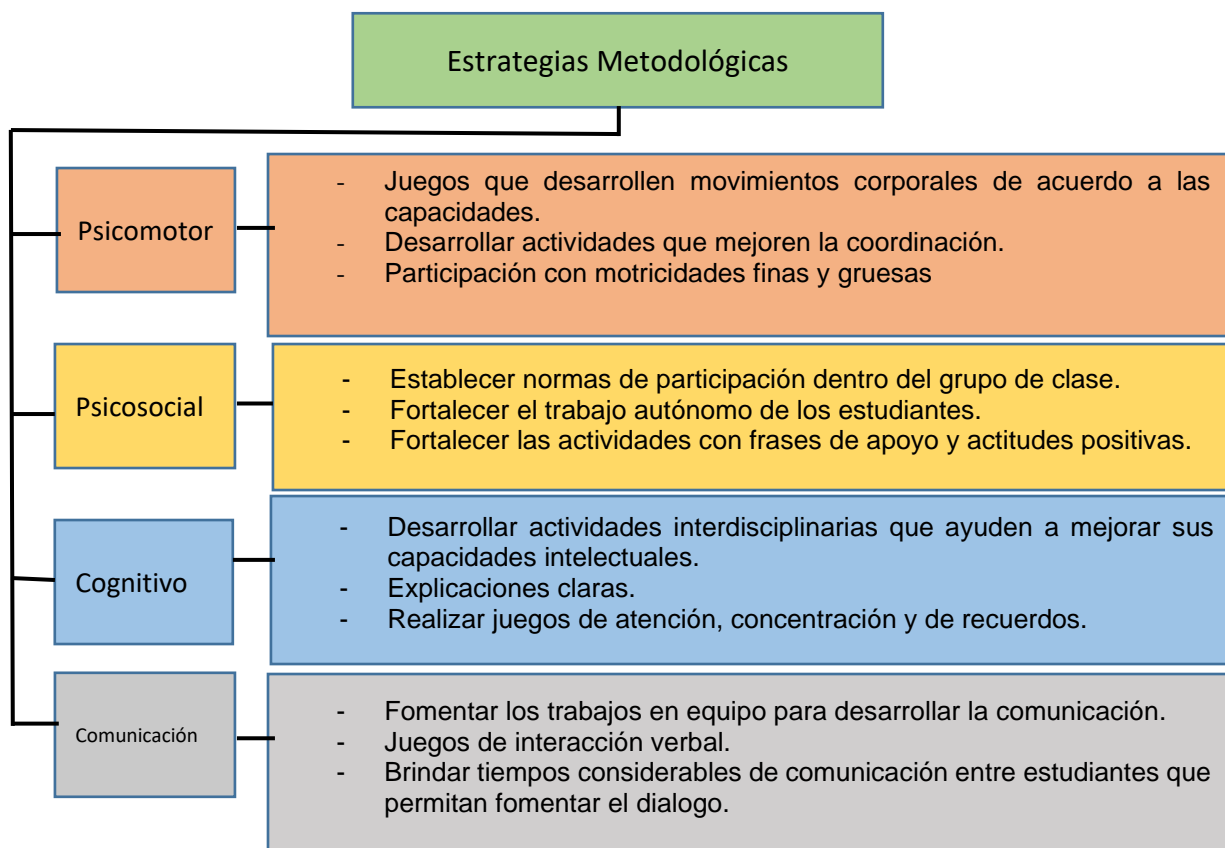 Estrategias Metodológicas
Psicomotor
- Juegos que desarrollen movimientos corporales de acuerdo a las
capacidades.
- Desarrollar actividades que mejoren la coordinación.
- Participación con motricidades finas y gruesas
Psicosocial
- Establecer normas de participación dentro del grupo de clase.
- Fortalecer el trabajo autónomo de los estudiantes.
- Fortalecer las actividades con frases de apoyo y actitudes positivas.
Cognitivo
- Desarrollar actividades interdisciplinarias que ayuden a mejorar sus
capacidades intelectuales.
- Explicaciones claras.
- Realizar juegos de atención, concentración y de recuerdos.
Comunicación
- Fomentar los trabajos en equipo para desarrollar la comunicación.
- Juegos de interacción verbal.
- Brindar tiempos considerables de comunicación entre estudiantes que
permitan fomentar el dialogo.